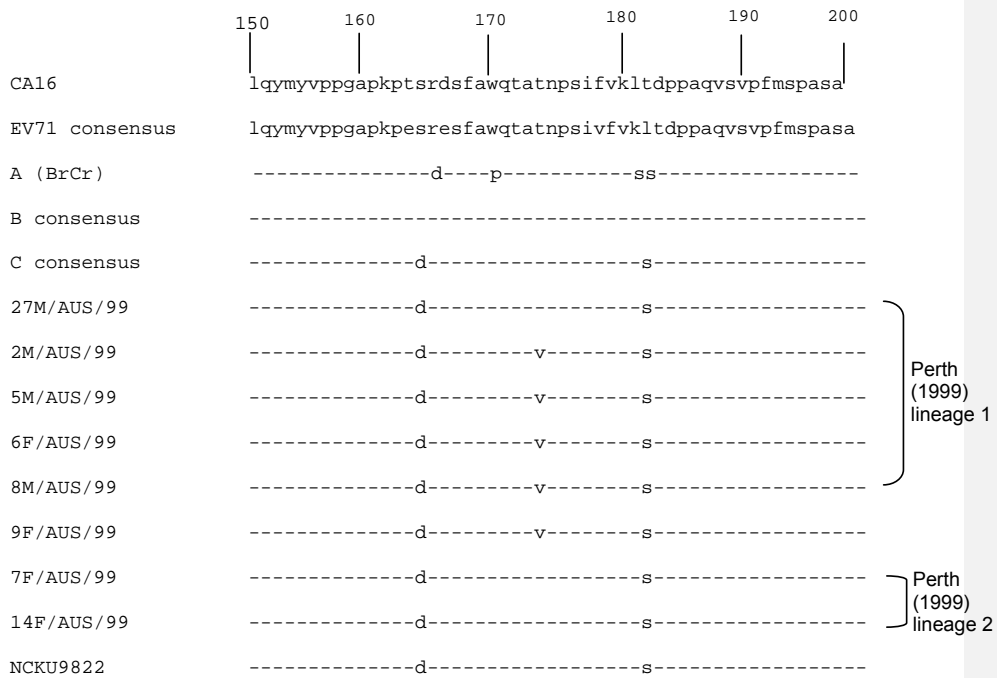 150 160 170 180 190 200
CA16 lqymyvppgapkptsrdsfawqtatnpsifvkltdppaqvsvpfmspasa
EV71 consensus lqymyvppgapkpesresfawqtatnpsivfvkltdppaqvsvpfmspasa
A (BrCr) ---------------d----p-----------ss-----------------
B consensus ----------------------------------------------------
C consensus --------------d------------------s------------------
27M/AUS/99 --------------d------------------s------------------
2M/AUS/99 --------------d---------v--------s------------------
5M/AUS/99 --------------d---------v--------s------------------
6F/AUS/99 --------------d---------v--------s------------------
8M/AUS/99 --------------d---------v--------s------------------
Perth
(1999)
lineage 1
9F/AUS/99 --------------d---------v--------s------------------
7F/AUS/99 --------------d------------------s------------------
14F/AUS/99 --------------d------------------s------------------
Perth
(1999)
lineage 2
NCKU9822 --------------d------------------s------------------